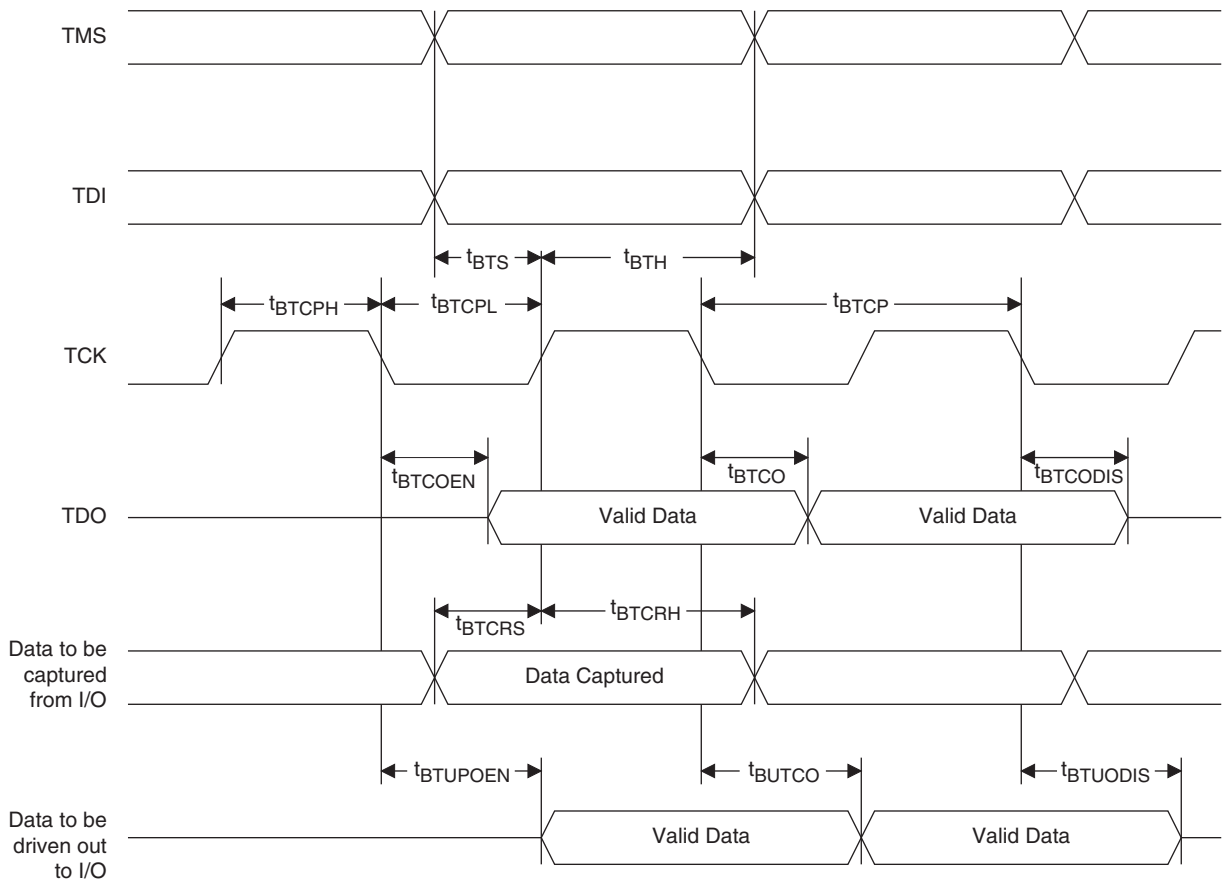 TMS
TDI
tBTS
tBTH
tBTCPH
tBTCPL
tBTCP
TCK
tBTCOEN
tBTCO
tBTCODIS
TDO
Valid Data
Valid Data
tBTCRS
tBTCRH
Data to be
captured
from I/O
Data Captured
tBTUPOEN
tBUTCO
tBTUODIS
Data to be
driven out
to I/O
Valid Data
Valid Data